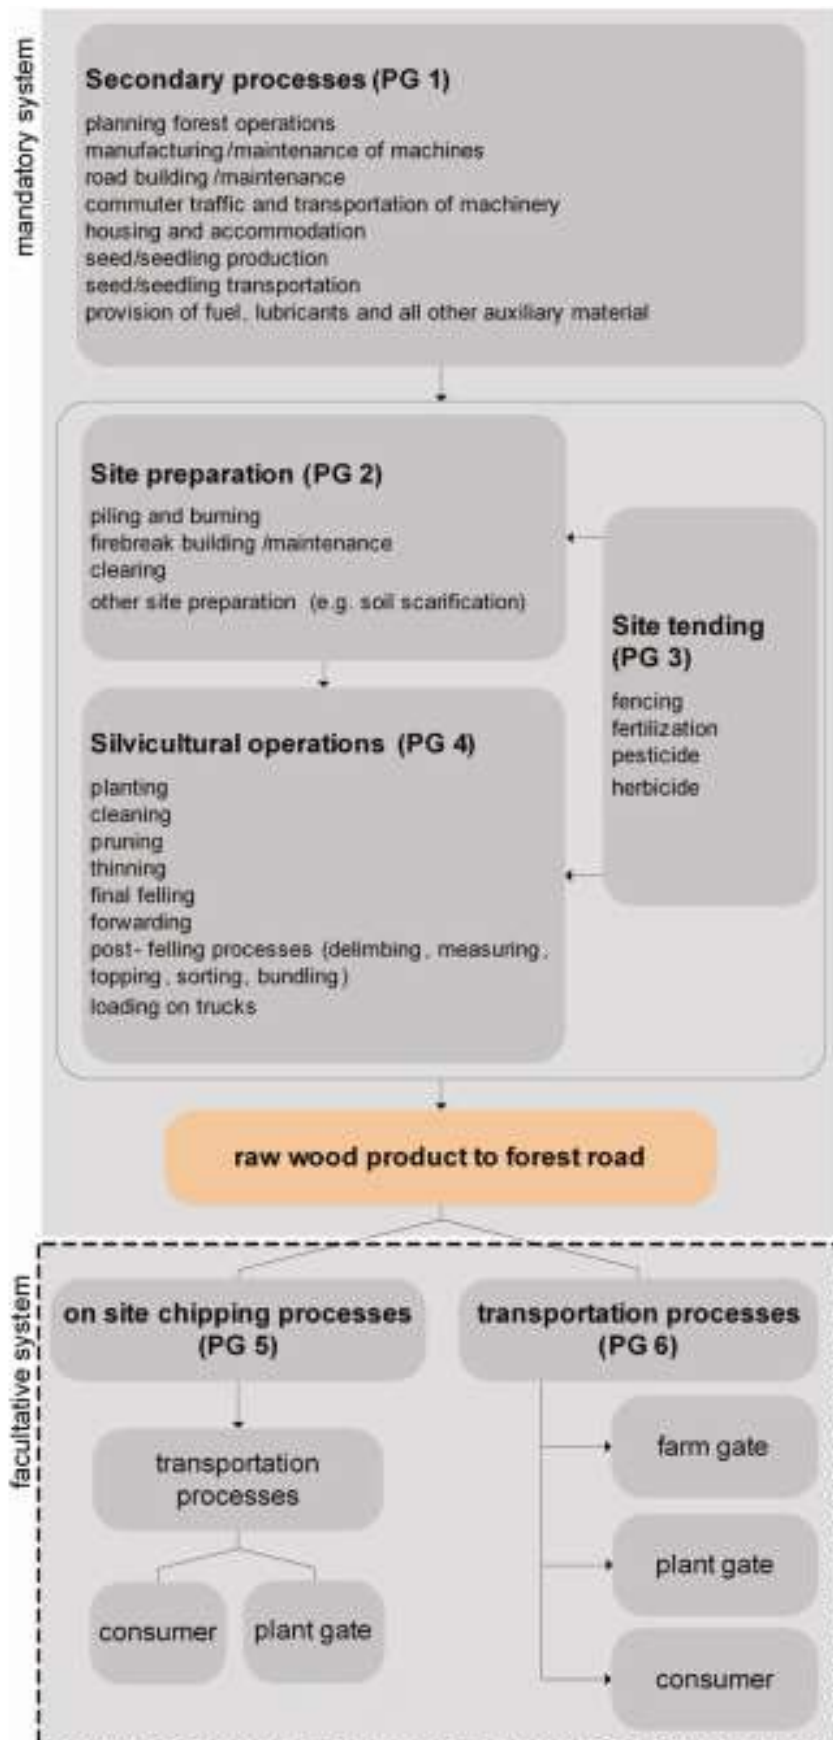 mandatory system
Secondary processes (PG 1)
planning forest operations
manufacturing/maintenance of machines
road building /maintenance
commuter traffic and transportation of machinery
housing and accommodation
seed/seedling production
seed/seedling transportation
provision of fuel, lubricants and all other auxiliary material
Site preparation (PG 2)
piling and burning
firebreak building /maintenance
clearing
other site preparation (e.g. soil scarification)
Site tending
(PG 3)
fencing
fertilization
pesticide
herbicide
Silvicultural operations (PG 4)
planting
cleaning
pruning
thinning
final felling
forwarding
post- felling processes (delimbing, measuring,
topping, sorting, bundling)
loading on trucks
raw wood product to forest road
facultative system
on site chipping processes
(PG 5)
transportation
processes
consumer
plant gate
transportation processes
(PG 6)
farm gate
plant gate
consumer